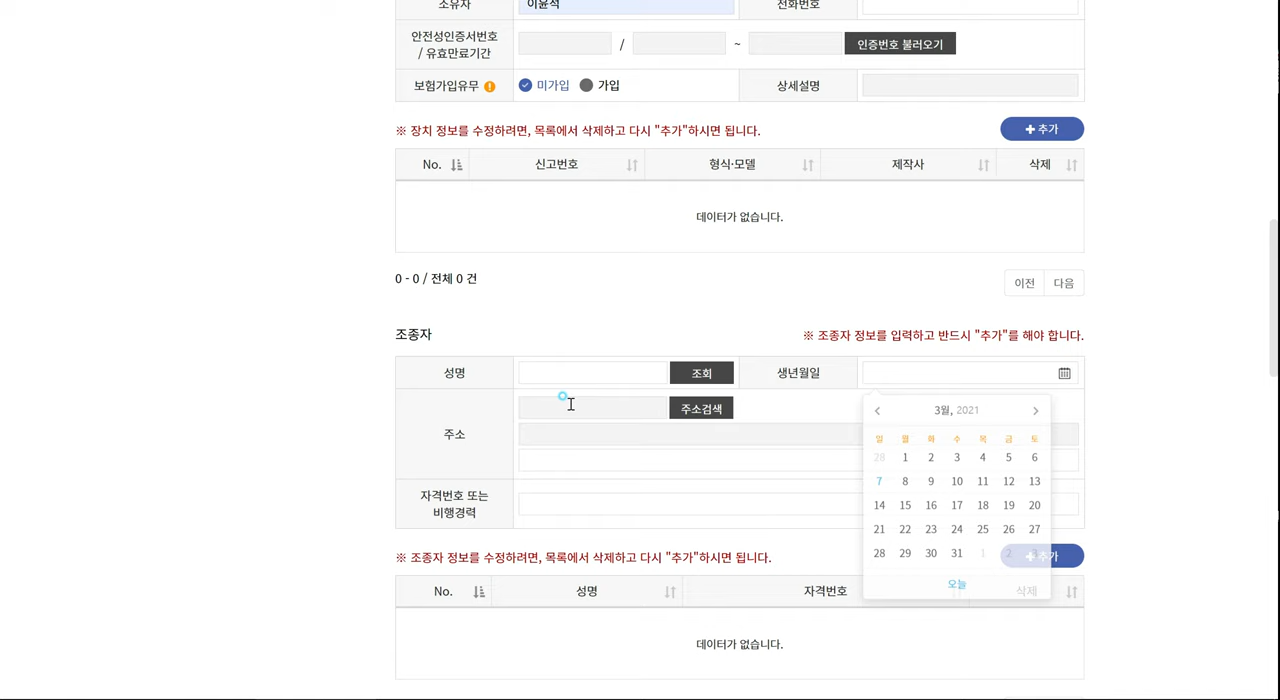 소유자 이윤석 전화번호
안전성인증서번호
/ 유효만료기간 / ~ 인증번호 불러오기
보험가입유무 미가입 가입 상세설명
※ 장치 정보를 수정하려면, 목록에서 삭제하고 다시 "추가"하시면 됩니다. 추가
No. 신고번호 형식·모델 제작사 삭제
데이터가 없습니다.
0 - 0 / 전체 0 건 이전 다음
조종자 ※ 조종자 정보를 입력하고 반드시 "추가"를 해야 합니다.
성명 조회 생년월일
주소 주소검색
3월, 2021
일 월 화 수 목 금 토
28 1 2 3 4 5 6
7 8 9 10 11 12 13
14 15 16 17 18 19 20
21 22 23 24 25 26 27
28 29 30 31 1 2 3
오늘
자격번호 또는
비행경력
※ 조종자 정보를 수정하려면, 목록에서 삭제하고 다시 "추가"하시면 됩니다. 추가
No. 성명 자격번호 삭제
데이터가 없습니다.